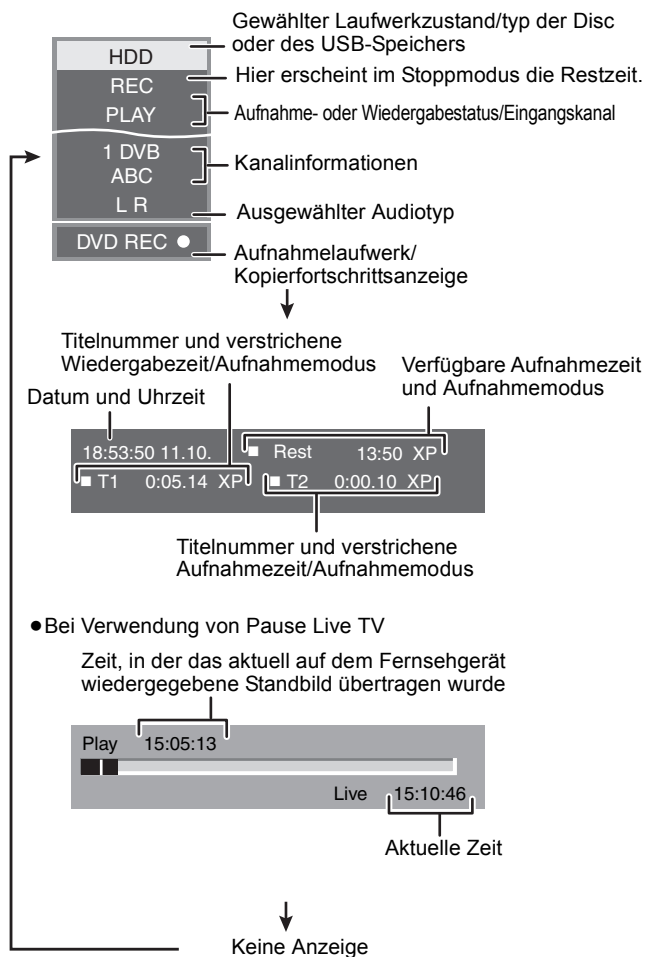 Gewählter Laufwerkzustand/typ der Disc
oder des USB-Speichers
HDD
Hier erscheint im Stoppmodus die Restzeit.
REC
PLAY
Aufnahme- oder Wiedergabestatus/Eingangskanal
1 DVB
ABC
Kanalinformationen
L R
Ausgewählter Audiotyp
DVD REC ●
Aufnahmelaufwerk/
Kopierfortschrittsanzeige
Titelnummer und verstrichene
Wiedergabezeit/Aufnahmemodus
Verfügbare Aufnahmezeit
und Aufnahmemodus
Datum und Uhrzeit
18:53:50 11.10. ■ Rest 13:50 XP
■ T1 0:05.14 XP ■ T2 0:00.10 XP
Titelnummer und verstrichene
Aufnahmezeit/Aufnahmemodus
●Bei Verwendung von Pause Live TV
Zeit, in der das aktuell auf dem Fernsehgerät
wiedergegebene Standbild übertragen wurde
Play 15:05:13
Live 15:10:46
Aktuelle Zeit
Keine Anzeige